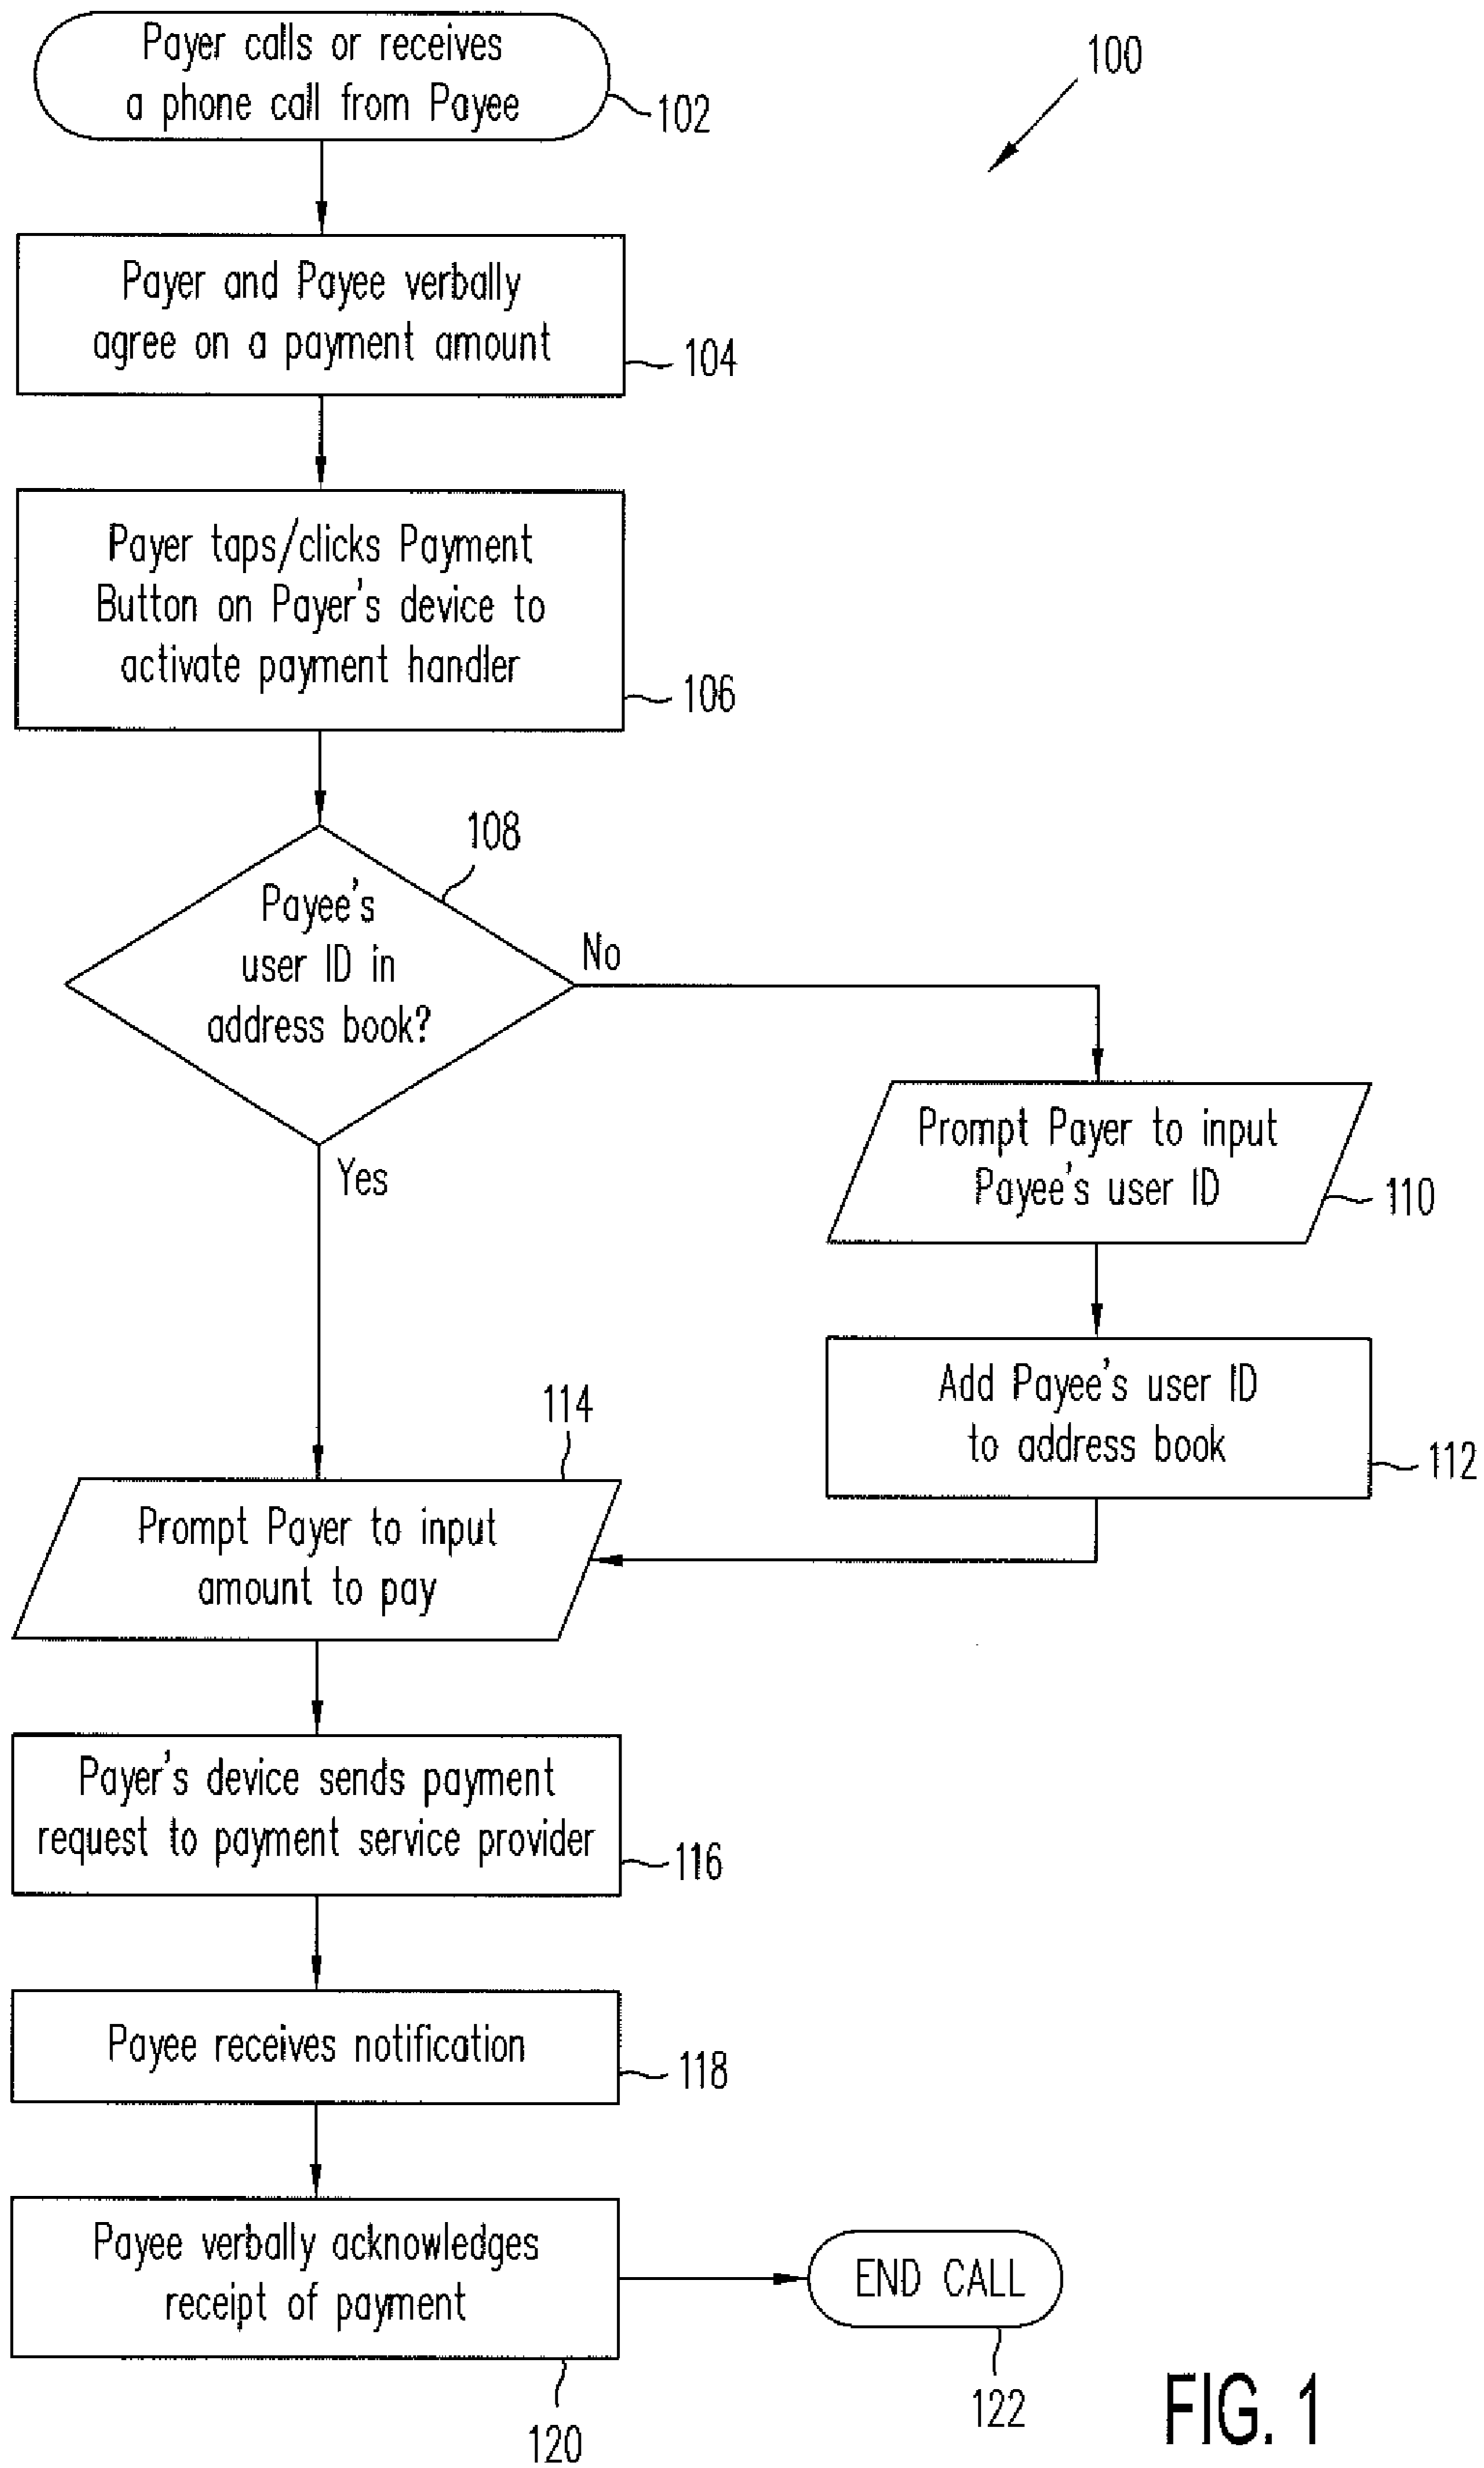 Payer calls or receives
a phone call from Payee
102
100
Payer and Payee verbally
agree on a payment amount
104
Payer taps/clicks Payment
Button on Payer's device to
activate payment handler
106
108
Payee's
user ID in
address book?
No
Yes
Prompt Payer to input
Payee's user ID
110
Add Payee's user ID
to address book
112
114
Prompt Payer to input
amount to pay
Payer's device sends payment
request to payment service provider
116
Payee receives notification
118
Payee verbally acknowledges
receipt of payment
120
END CALL
122
FIG. 1